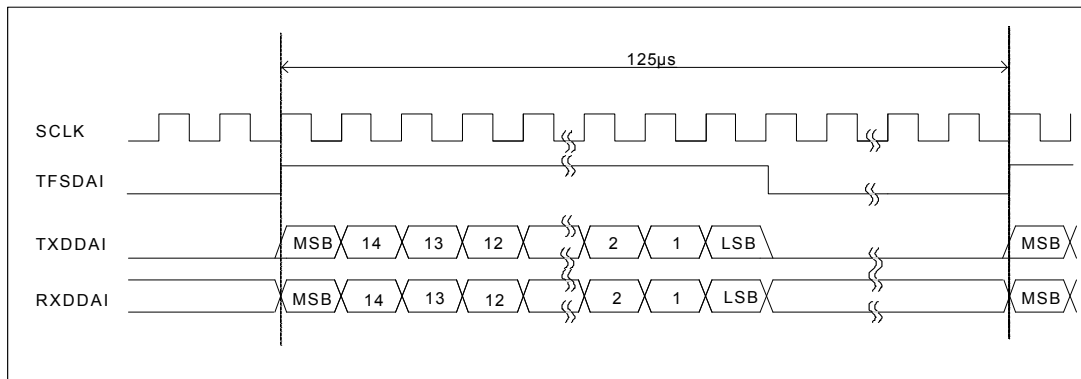 125µs
SCLK
TFSDAI
TXDDAI MSB 14 13 12 2 1 LSB MSB
RXDDAI MSB 14 13 12 2 1 LSB MSB